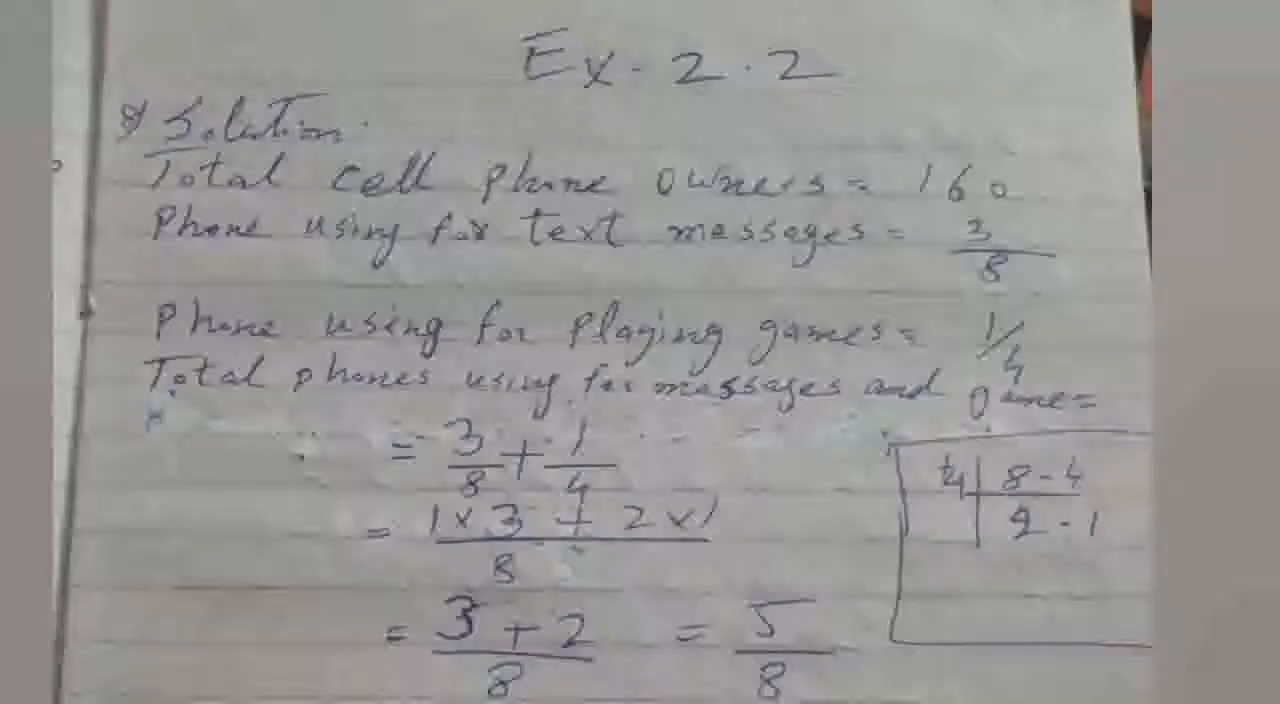 Ex - 2.2
Solution.
Total cell phone owners = 160
Phone using for text messages = 3/8
Phone using for playing games = 1/4
Total phones using for messages and game =
= 3/8 + 1/4
= 1 x 3 + 2 x 1 / 8
4 | 8 - 4
2 - 1
= 3 + 2 / 8 = 5/8